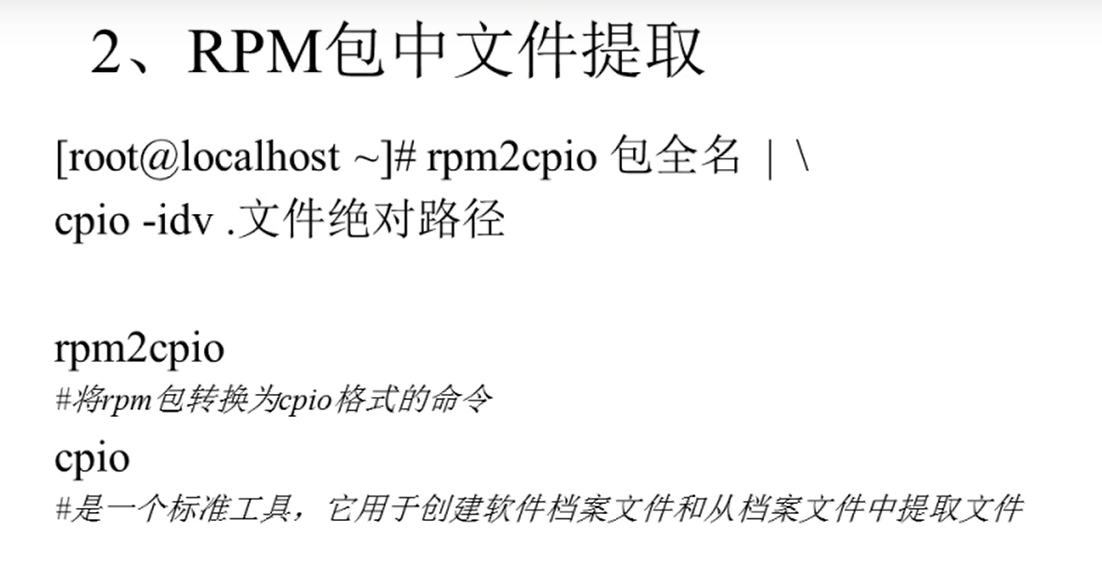 2、RPM包中文件提取
[root@localhost ~]# rpm2cpio 包全名 | \
cpio -idv .文件绝对路径
rpm2cpio
#将rpm包转换为cpio格式的命令
cpio
#是一个标准工具，它用于创建软件档案文件和从档案文件中提取文件